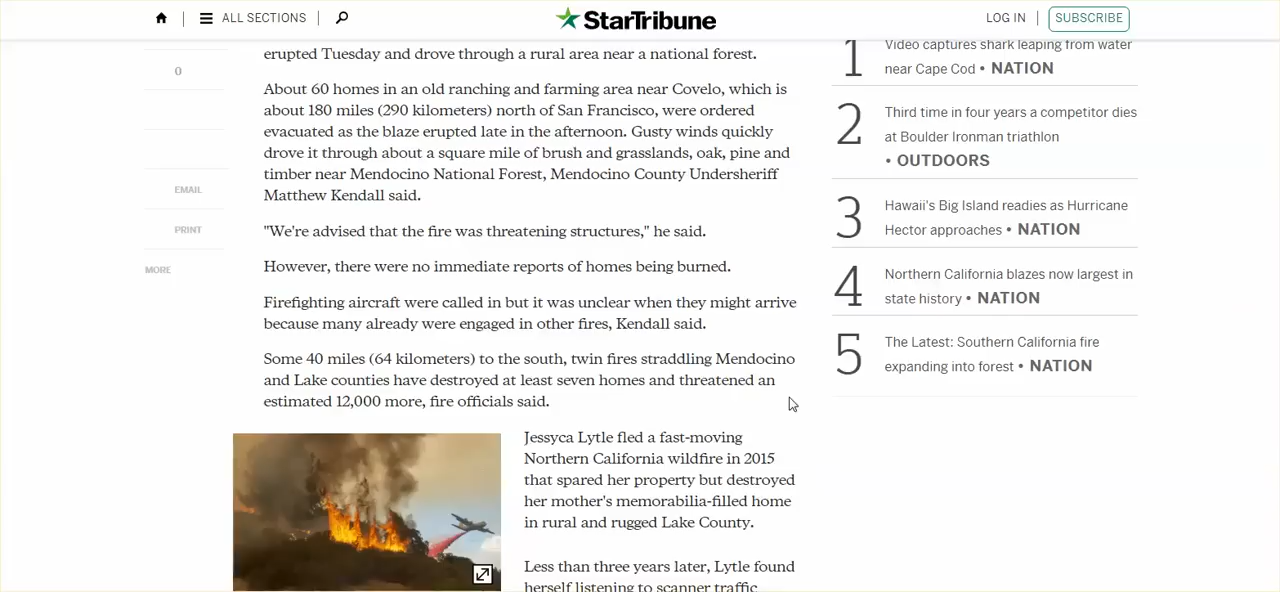 ALL SECTIONS
StarTribune
LOG IN
SUBSCRIBE
0
EMAIL
PRINT
MORE
erupted Tuesday and drove through a rural area near a national forest.
About 60 homes in an old ranching and farming area near Covelo, which is
about 180 miles (290 kilometers) north of San Francisco, were ordered
evacuated as the blaze erupted late in the afternoon. Gusty winds quickly
drove it through about a square mile of brush and grasslands, oak, pine and
timber near Mendocino National Forest, Mendocino County Undersheriff
Matthew Kendall said.
"We're advised that the fire was threatening structures," he said.
However, there were no immediate reports of homes being burned.
Firefighting aircraft were called in but it was unclear when they might arrive
because many already were engaged in other fires, Kendall said.
Some 40 miles (64 kilometers) to the south, twin fires straddling Mendocino
and Lake counties have destroyed at least seven homes and threatened an
estimated 12,000 more, fire officials said.
Jessyca Lytle fled a fast-moving
Northern California wildfire in 2015
that spared her property but destroyed
her mother's memorabilia-filled home
in rural and rugged Lake County.
Less than three years later, Lytle found
herself listening to scanner traffic
1
Video captures shark leaping from water
near Cape Cod • NATION
2
Third time in four years a competitor dies
at Boulder Ironman triathlon
• OUTDOORS
3
Hawaii's Big Island readies as Hurricane
Hector approaches • NATION
4
Northern California blazes now largest in
state history • NATION
5
The Latest: Southern California fire
expanding into forest • NATION